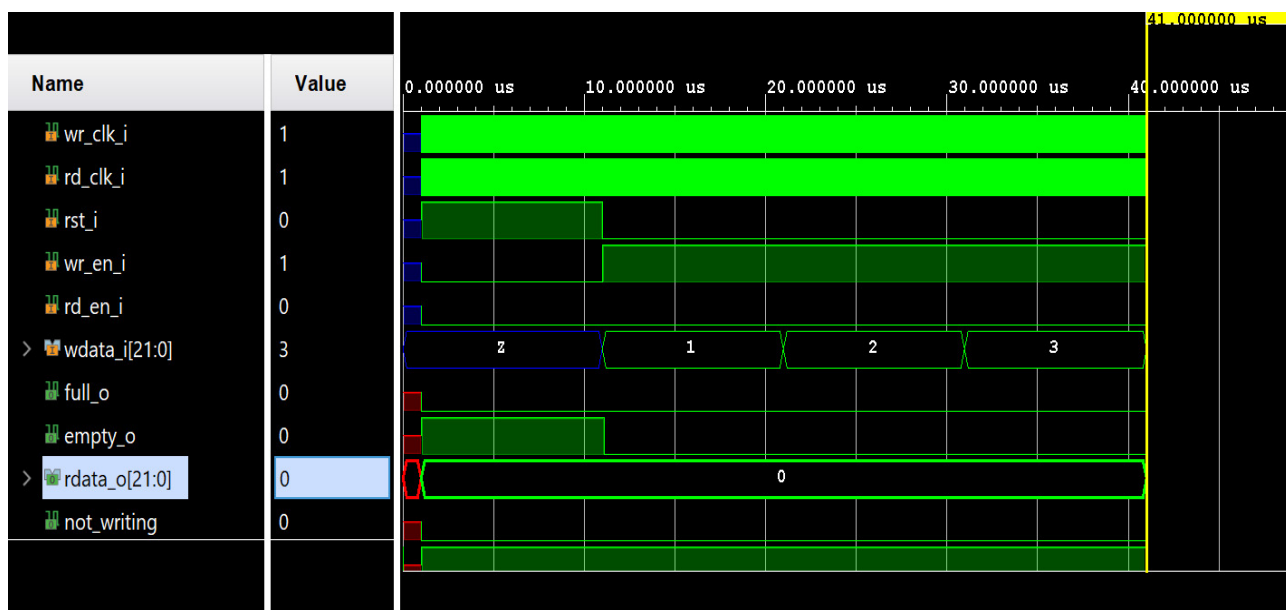 41.000000 us
Name Value
0.000000 us 10.000000 us 20.000000 us 30.000000 us 40.000000 us
wr_clk_i 1
rd_clk_i 1
rst_i 0
wr_en_i 1
rd_en_i 0
wdata_i[21:0] 3 Z 1 2 3
full_o 0
empty_o 0
rdata_o[21:0] 0 0
not_writing 0